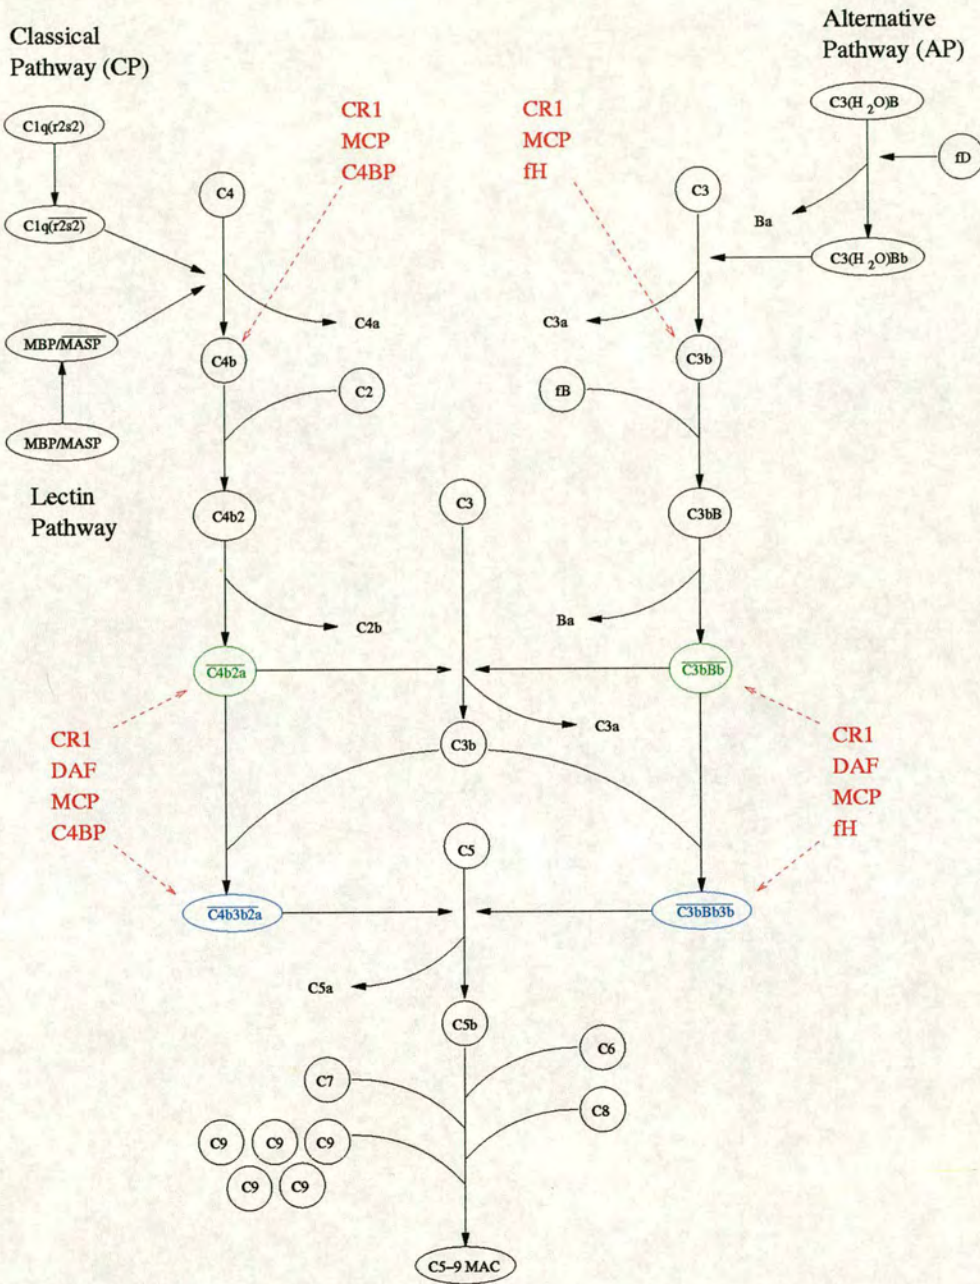 Classical
Pathway (CP)
Alternative
Pathway (AP)
C1q(r2s2)
CR1
MCP
C4BP
CR1
MCP
fH
C3(H2O)B
fD
C4
C3
Ba
C1q(r2s2)
C3(H2O)Bb
C4a
C3a
MBP/MASP
C4b
C3b
C2
fB
MBP/MASP
Lectin
Pathway
C4b2
C3
C3bB
C2b
Ba
C4b2a
C3bBb
C3a
C3b
CR1
DAF
MCP
C4BP
CR1
DAF
MCP
fH
C5
C4b3b2a
C3bBb3b
C5a
C5b
C6
C7
C8
C9 C9 C9
C9 C9
C5–9 MAC